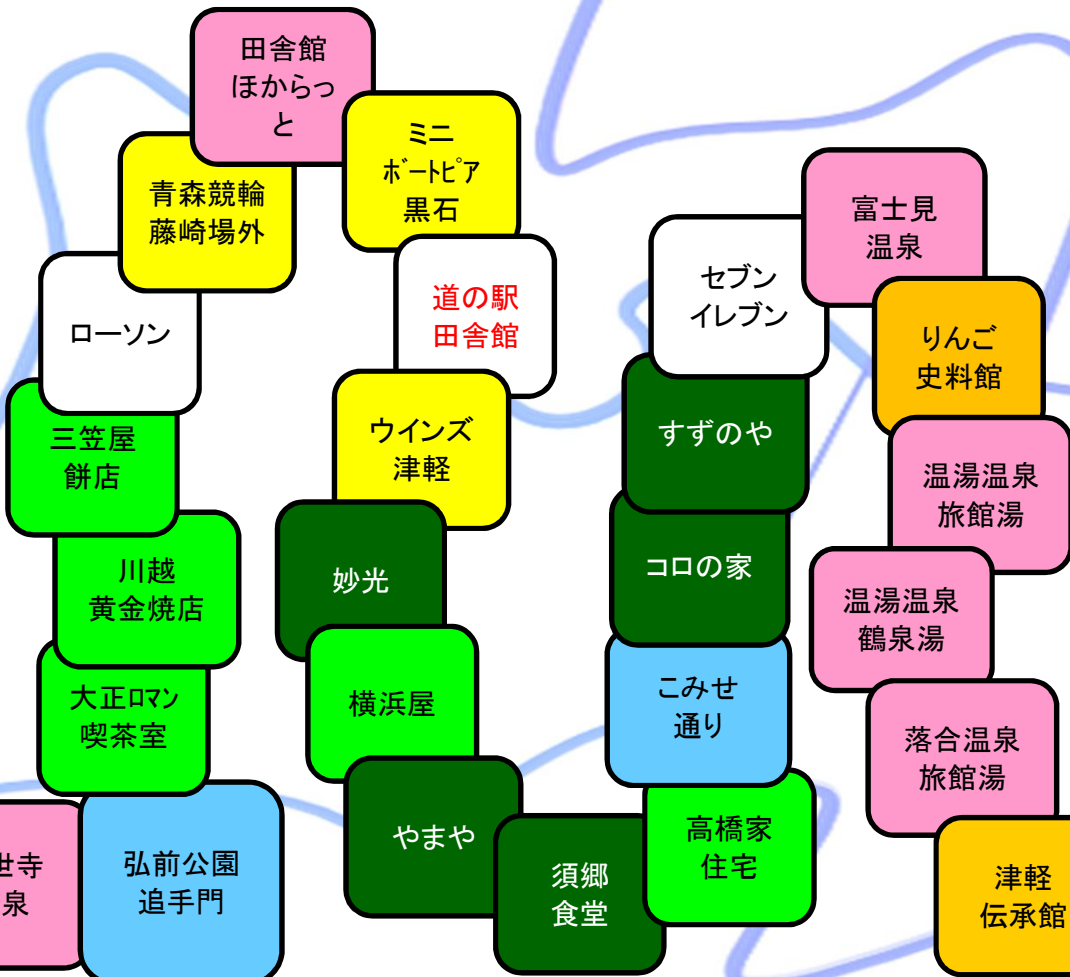 田舎館
ほからっ
と
ミニ
ボートピア
黒石
青森競輪
藤崎場外
道の駅
田舎館
ローソン
ウインズ
津軽
三笠屋
餅店
妙光
川越
黄金焼店
横浜屋
大正ロマン
喫茶室
やまや
世寺
泉
弘前公園
追手門
須郷
食堂
高橋家
住宅
こみせ
通り
コロの家
すずのや
セブン
イレブン
富士見
温泉
りんご
史料館
温湯温泉
旅館湯
温湯温泉
鶴泉湯
落合温泉
旅館湯
津軽
伝承館